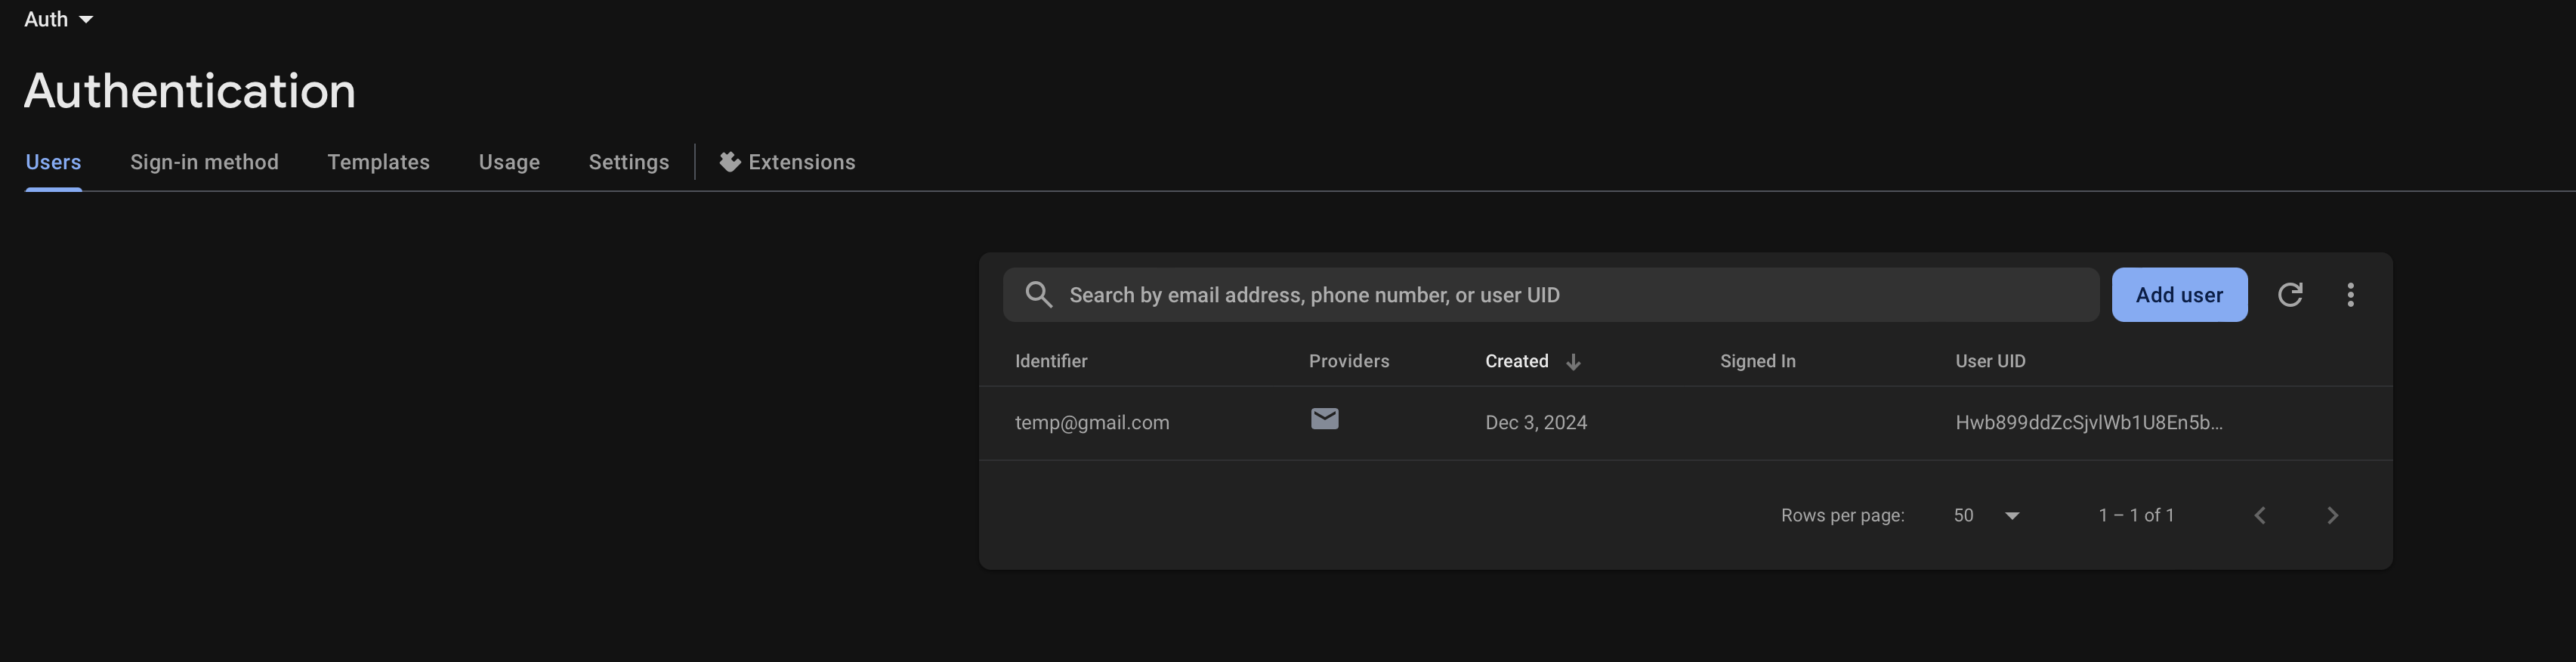 Auth
Authentication
Users Sign-in method Templates Usage Settings Extensions
Search by email address, phone number, or user UID Add user
Identifier Providers Created Signed In User UID
temp@gmail.com Dec 3, 2024 Hwb899ddZcSjvlWb1U8En5b...
Rows per page: 50 1 – 1 of 1